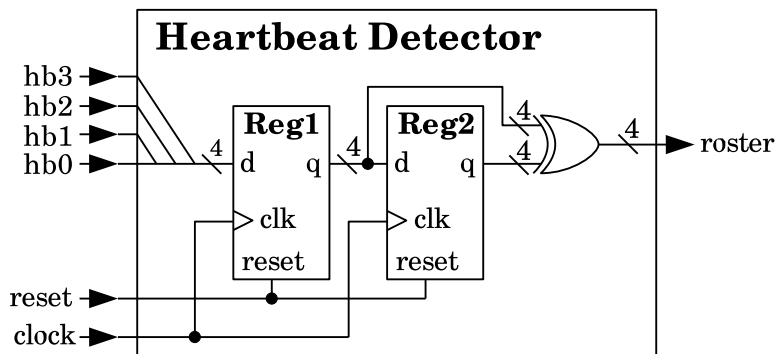 Heartbeat Detector
hb3
hb2
hb1
hb0
4
Reg1
d
q
clk
reset
4
Reg2
d
q
clk
reset
4
4
4
roster
reset
clock